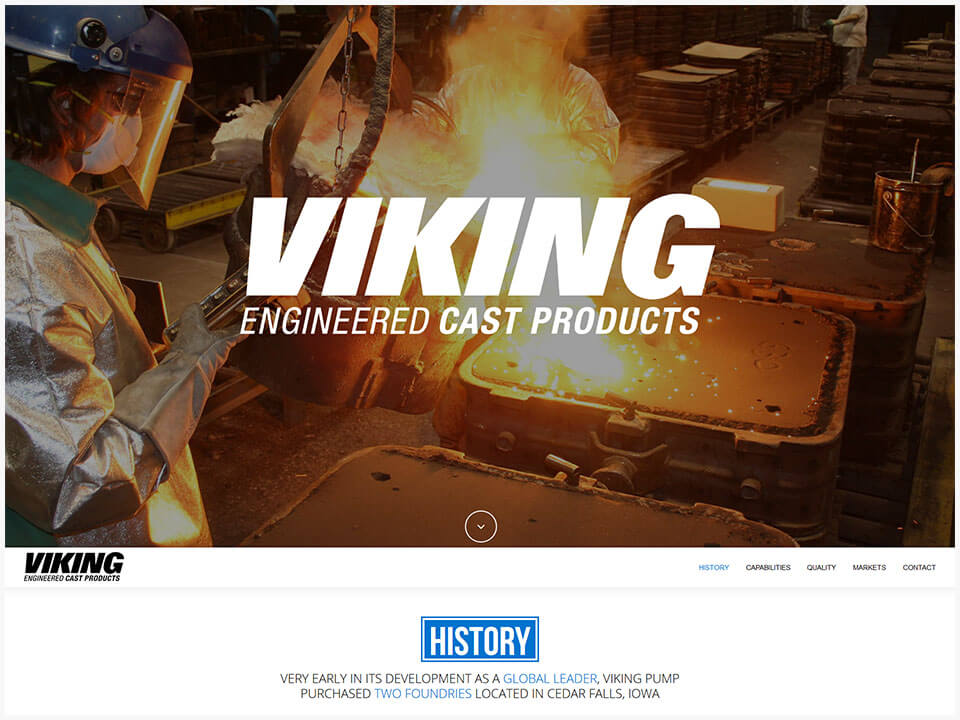 VIKING
ENGINEERED CAST PRODUCTS
VIKING
ENGINEERED CAST PRODUCTS
HISTORY CAPABILITIES QUALITY MARKETS CONTACT
HISTORY
VERY EARLY IN ITS DEVELOPMENT AS A GLOBAL LEADER, VIKING PUMP
PURCHASED TWO FOUNDRIES LOCATED IN CEDAR FALLS, IOWA